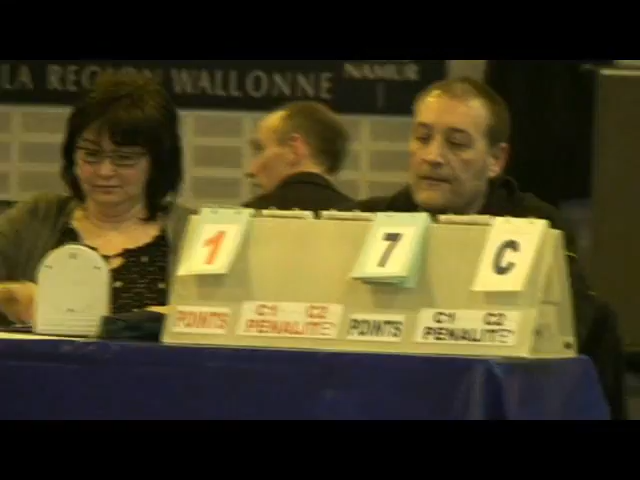 LA REGION WALLONNE
NAMUR
1 7 C
POINTS C1 C2 PENALITE POINTS C1 C2 PENALITE